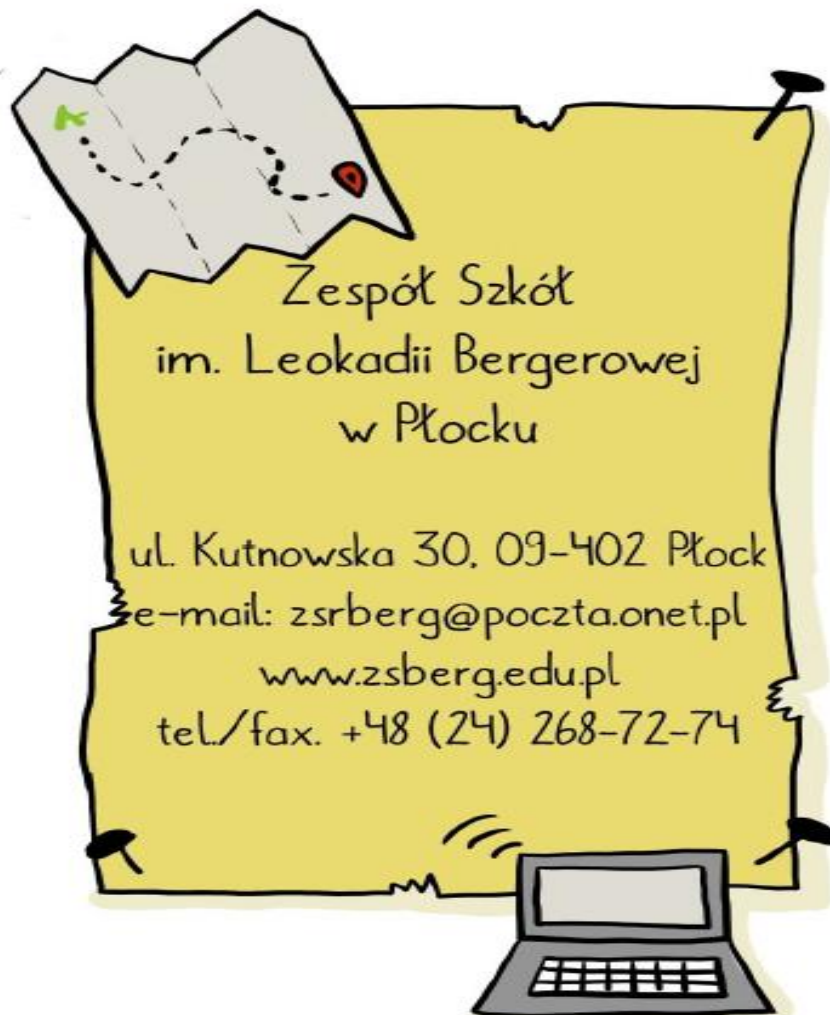 Zespół Szkół
im. Leokadii Bergerowej
w Płocku
ul. Kutnowska 30, 09-402 Płock
e-mail: zsrberg@poczta.onet.pl
www.zsberg.edu.pl
tel./fax. +48 (24) 268-72-74